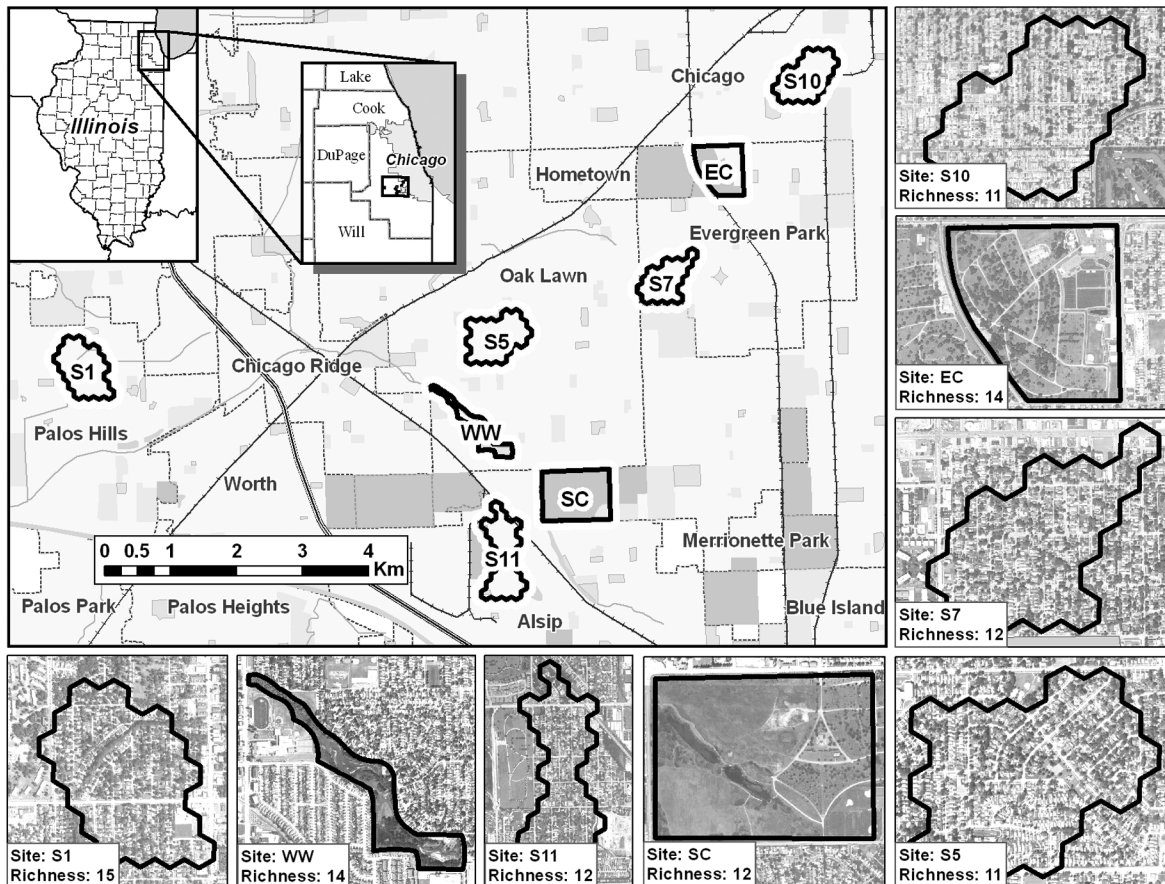 Illinois
Lake
Cook
DuPage
Chicago
Will
Chicago
S10
Hometown
EC
Evergreen Park
Oak Lawn
S7
S5
S1
Chicago Ridge
Palos Hills
WW
Worth
SC
S11
Merrionette Park
0 0.5 1 2 3 4
Km
Palos Park
Palos Heights
Alsip
Blue Island
Site: S10
Richness: 11
Site: EC
Richness: 14
Site: S7
Richness: 12
Site: S1
Richness: 15
Site: WW
Richness: 14
Site: S11
Richness: 12
Site: SC
Richness: 12
Site: S5
Richness: 11